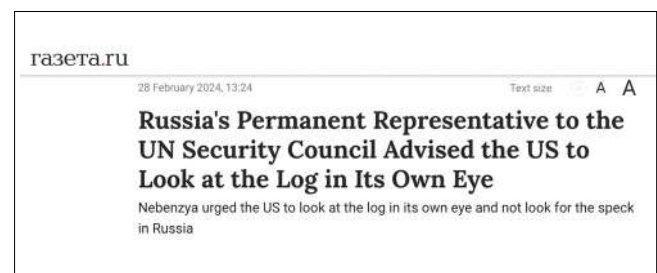 газета.ru
28 February 2024, 13:24 Text size A A
Russia's Permanent Representative to the
UN Security Council Advised the US to
Look at the Log in Its Own Eye
Nebenzya urged the US to look at the log in its own eye and not look for the speck
in Russia